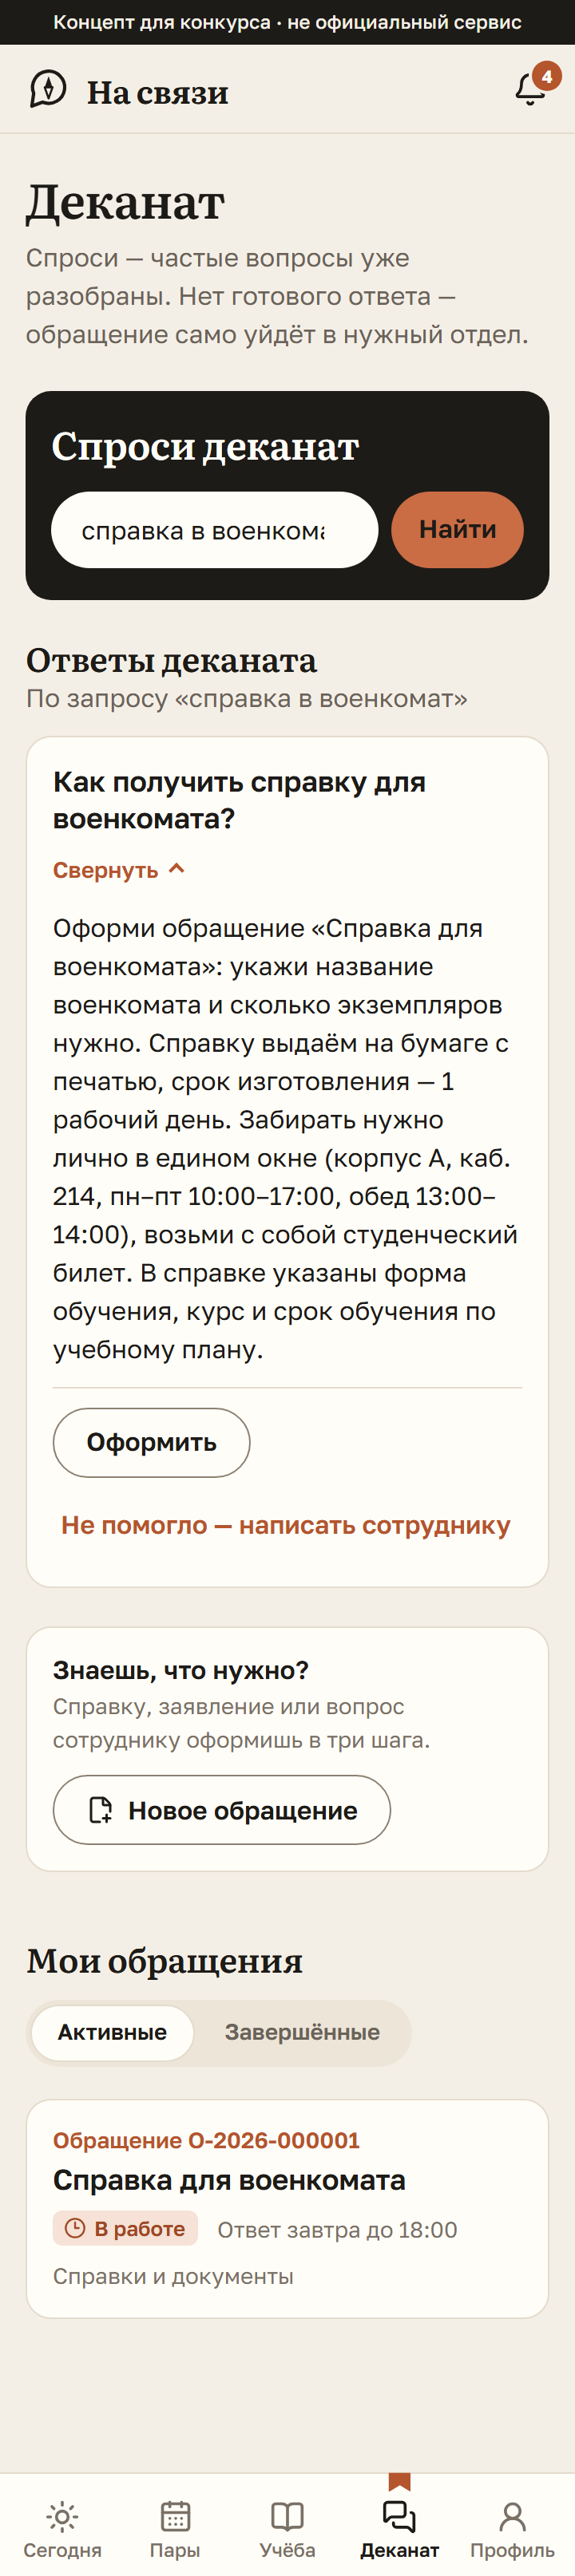 Концепт для конкурса · не официальный сервис
На связи
4
Деканат
Спроси — частые вопросы уже
разобраны. Нет готового ответа —
обращение само уйдёт в нужный отдел.
Спроси деканат
справка в военкома
Найти
Ответы деканата
По запросу «справка в военкомат»
Как получить справку для
военкомата?
Свернуть
Оформи обращение «Справка для
военкомата»: укажи название
военкомата и сколько экземпляров
нужно. Справку выдаём на бумаге с
печатью, срок изготовления — 1
рабочий день. Забирать нужно
лично в едином окне (корпус А, каб.
214, пн–пт 10:00–17:00, обед 13:00–
14:00), возьми с собой студенческий
билет. В справке указаны форма
обучения, курс и срок обучения по
учебному плану.
Оформить
Не помогло — написать сотруднику
Знаешь, что нужно?
Справку, заявление или вопрос
сотруднику оформишь в три шага.
Новое обращение
Мои обращения
Активные
Завершённые
Обращение О-2026-000001
Справка для военкомата
В работе
Ответ завтра до 18:00
Справки и документы
Сегодня
Пары
Учёба
Деканат
Профиль